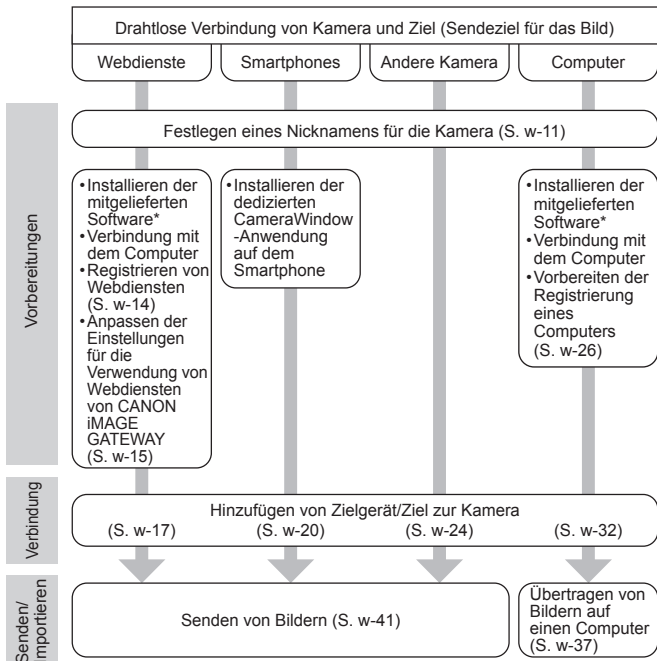 Drahtlose Verbindung von Kamera und Ziel (Sendeziel für das Bild)
Webdienste
Smartphones
Andere Kamera
Computer
Vorbereitungen
Festlegen eines Nicknamens für die Kamera (S. w-11)
•Installieren der
mitgelieferten
Software*
•Verbindung mit
dem Computer
•Registrieren von
Webdiensten
(S. w-14)
•Anpassen der
Einstellungen
für die
Verwendung von
Webdiensten
von CANON
iMAGE
GATEWAY
(S. w-15)
•Installieren der
dedizierten
CameraWindow
-Anwendung
auf dem
Smartphone
•Installieren der
mitgelieferten
Software*
•Verbindung mit
dem Computer
•Vorbereiten der
Registrierung
eines
Computers
(S. w-26)
Verbindung
Hinzufügen von Zielgerät/Ziel zur Kamera
(S. w-17)
(S. w-20)
(S. w-24)
(S. w-32)
Senden/
Importieren
Senden von Bildern (S. w-41)
Übertragen von
Bildern auf
einen Computer
(S. w-37)